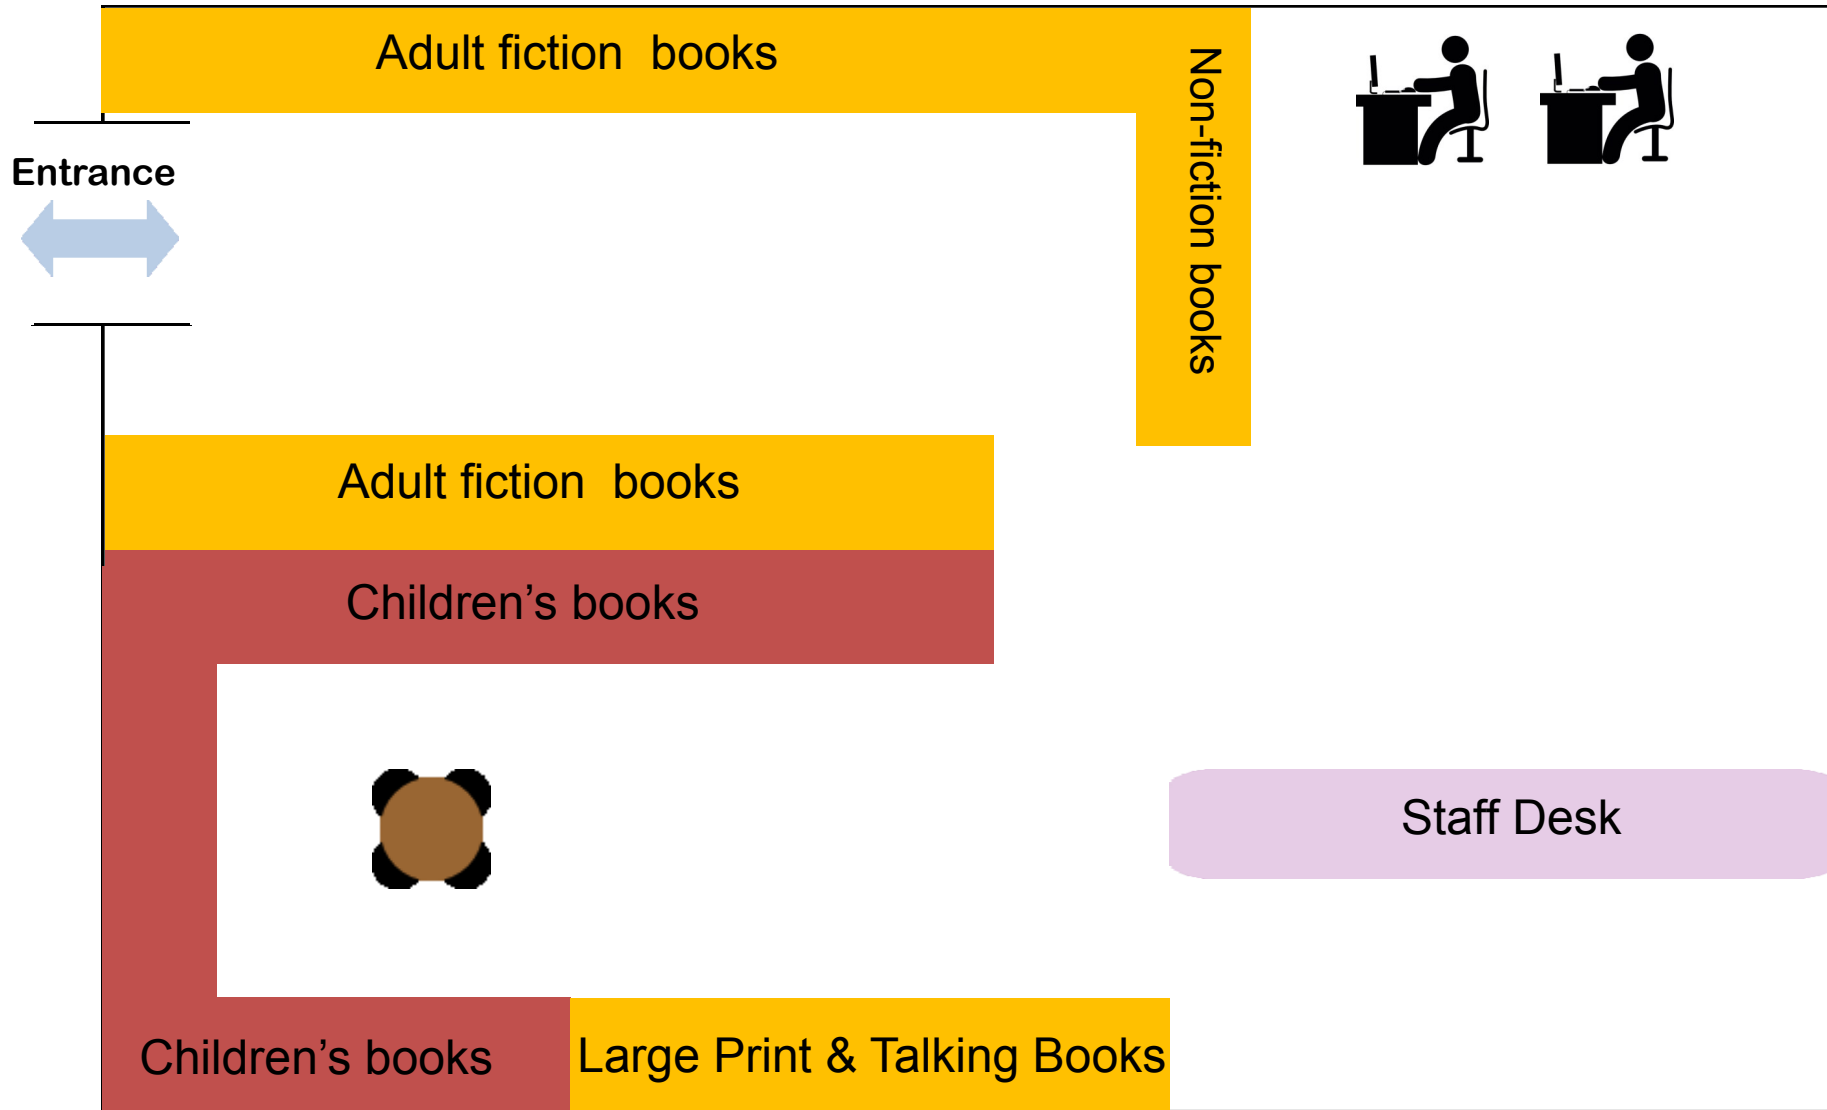 Adult fiction  books
Non-fiction books
Entrance
Adult fiction  books
Children’s books
Staff Desk
Children’s books
Large Print & Talking Books